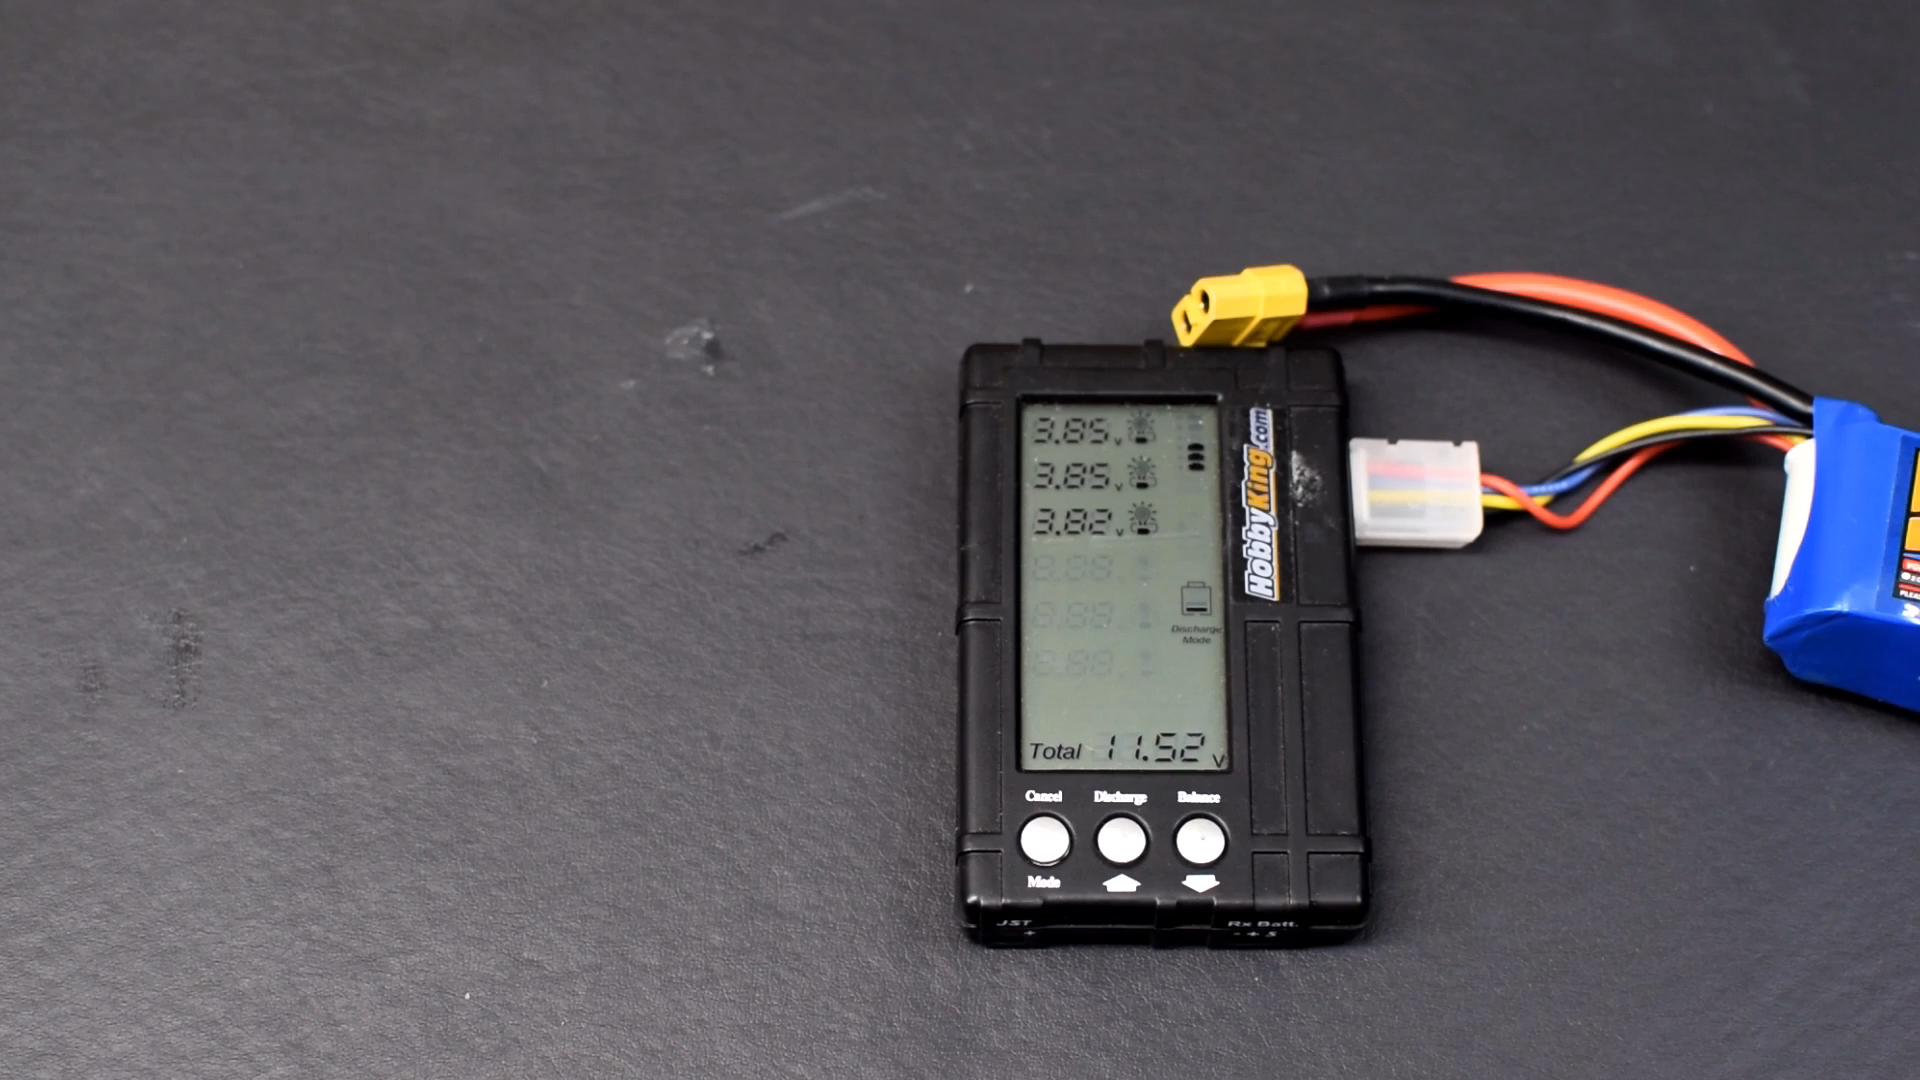 3.85 v
3.85 v
3.82 v
HobbyKing.com
Discharge
Mode
Total 11.52 v
Cancel Discharge Balance
Mode
JST
+
Rx Batt.
- + S